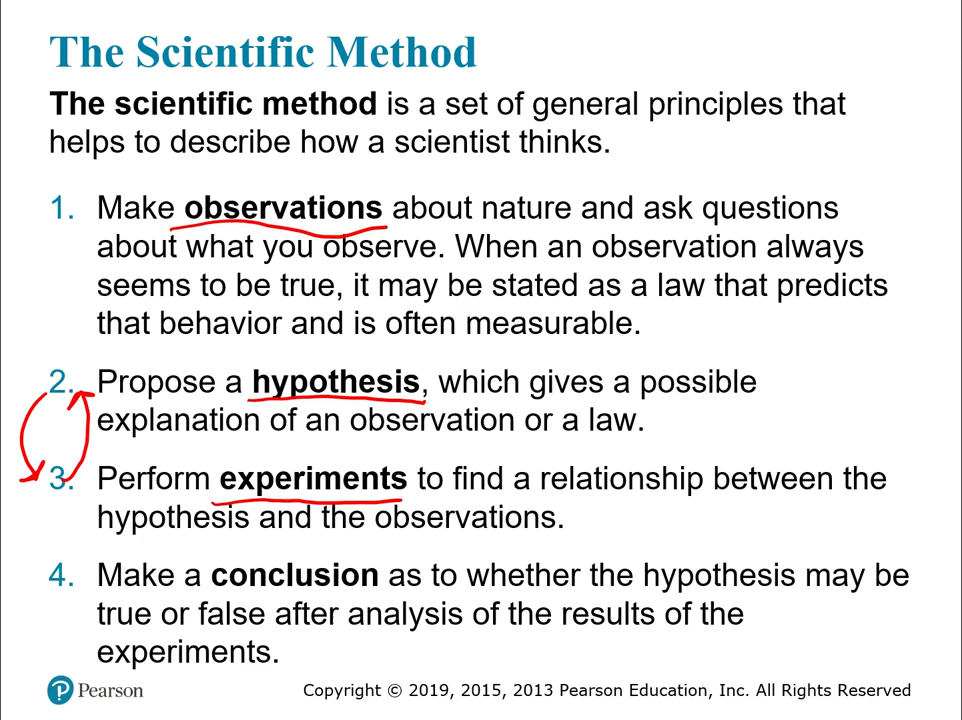 The Scientific Method
The scientific method is a set of general principles that
helps to describe how a scientist thinks.
1. Make observations about nature and ask questions
about what you observe. When an observation always
seems to be true, it may be stated as a law that predicts
that behavior and is often measurable.
2. Propose a hypothesis, which gives a possible
explanation of an observation or a law.
3. Perform experiments to find a relationship between the
hypothesis and the observations.
4. Make a conclusion as to whether the hypothesis may be
true or false after analysis of the results of the
experiments.
Pearson
Copyright © 2019, 2015, 2013 Pearson Education, Inc. All Rights Reserved